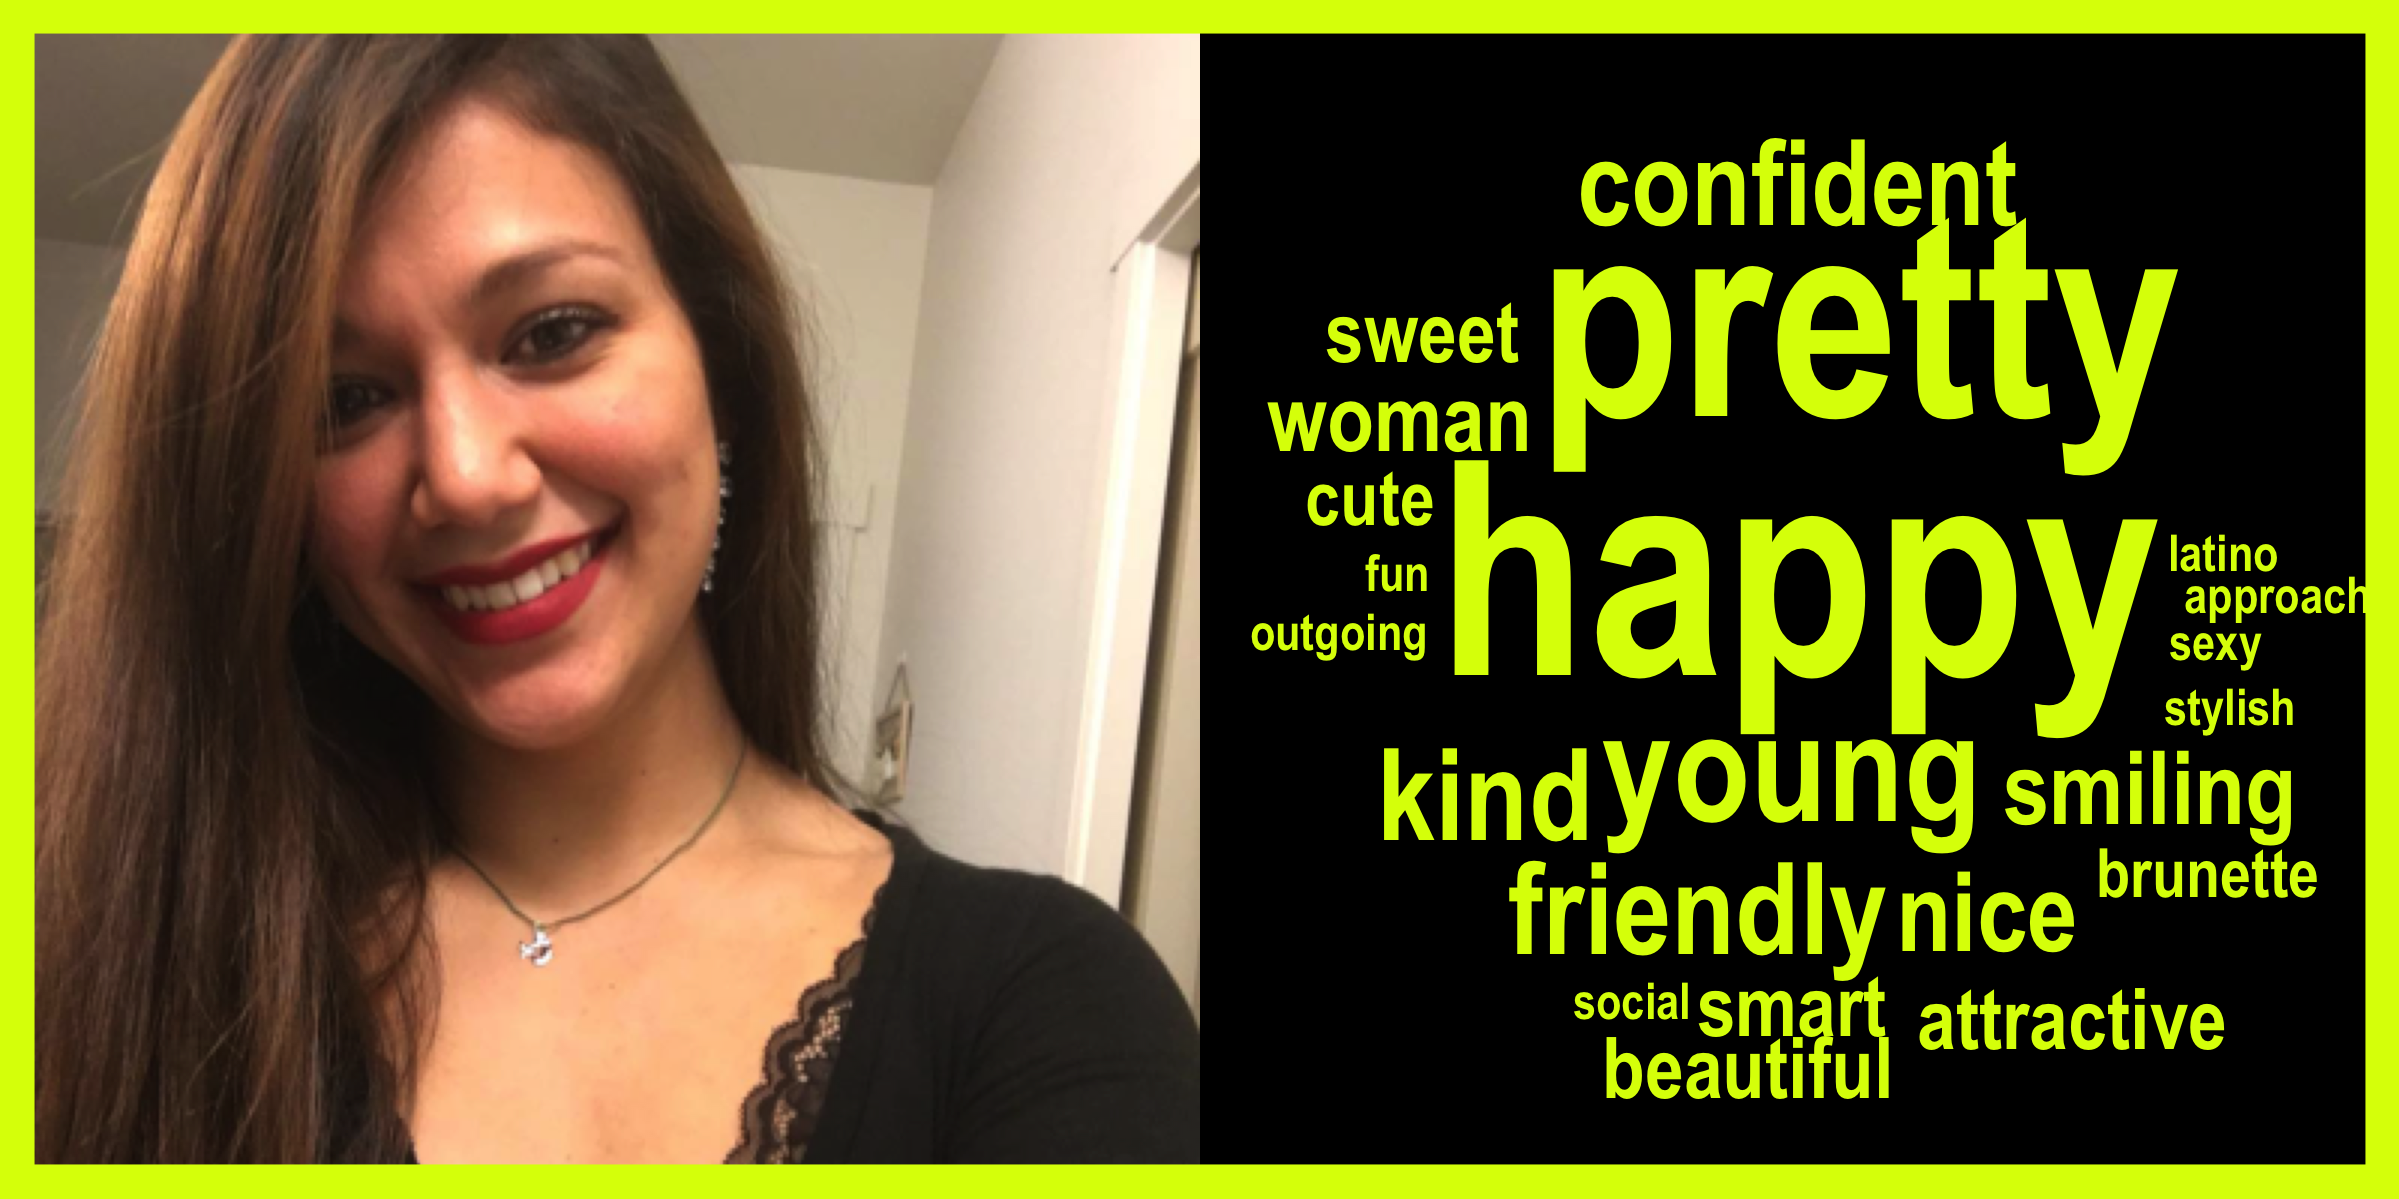 confident
pretty
sweet
woman
cute
happy
fun
outgoing
latino
approach
sexy
stylish
kind young smiling
friendly nice brunette
social smart attractive
beautiful